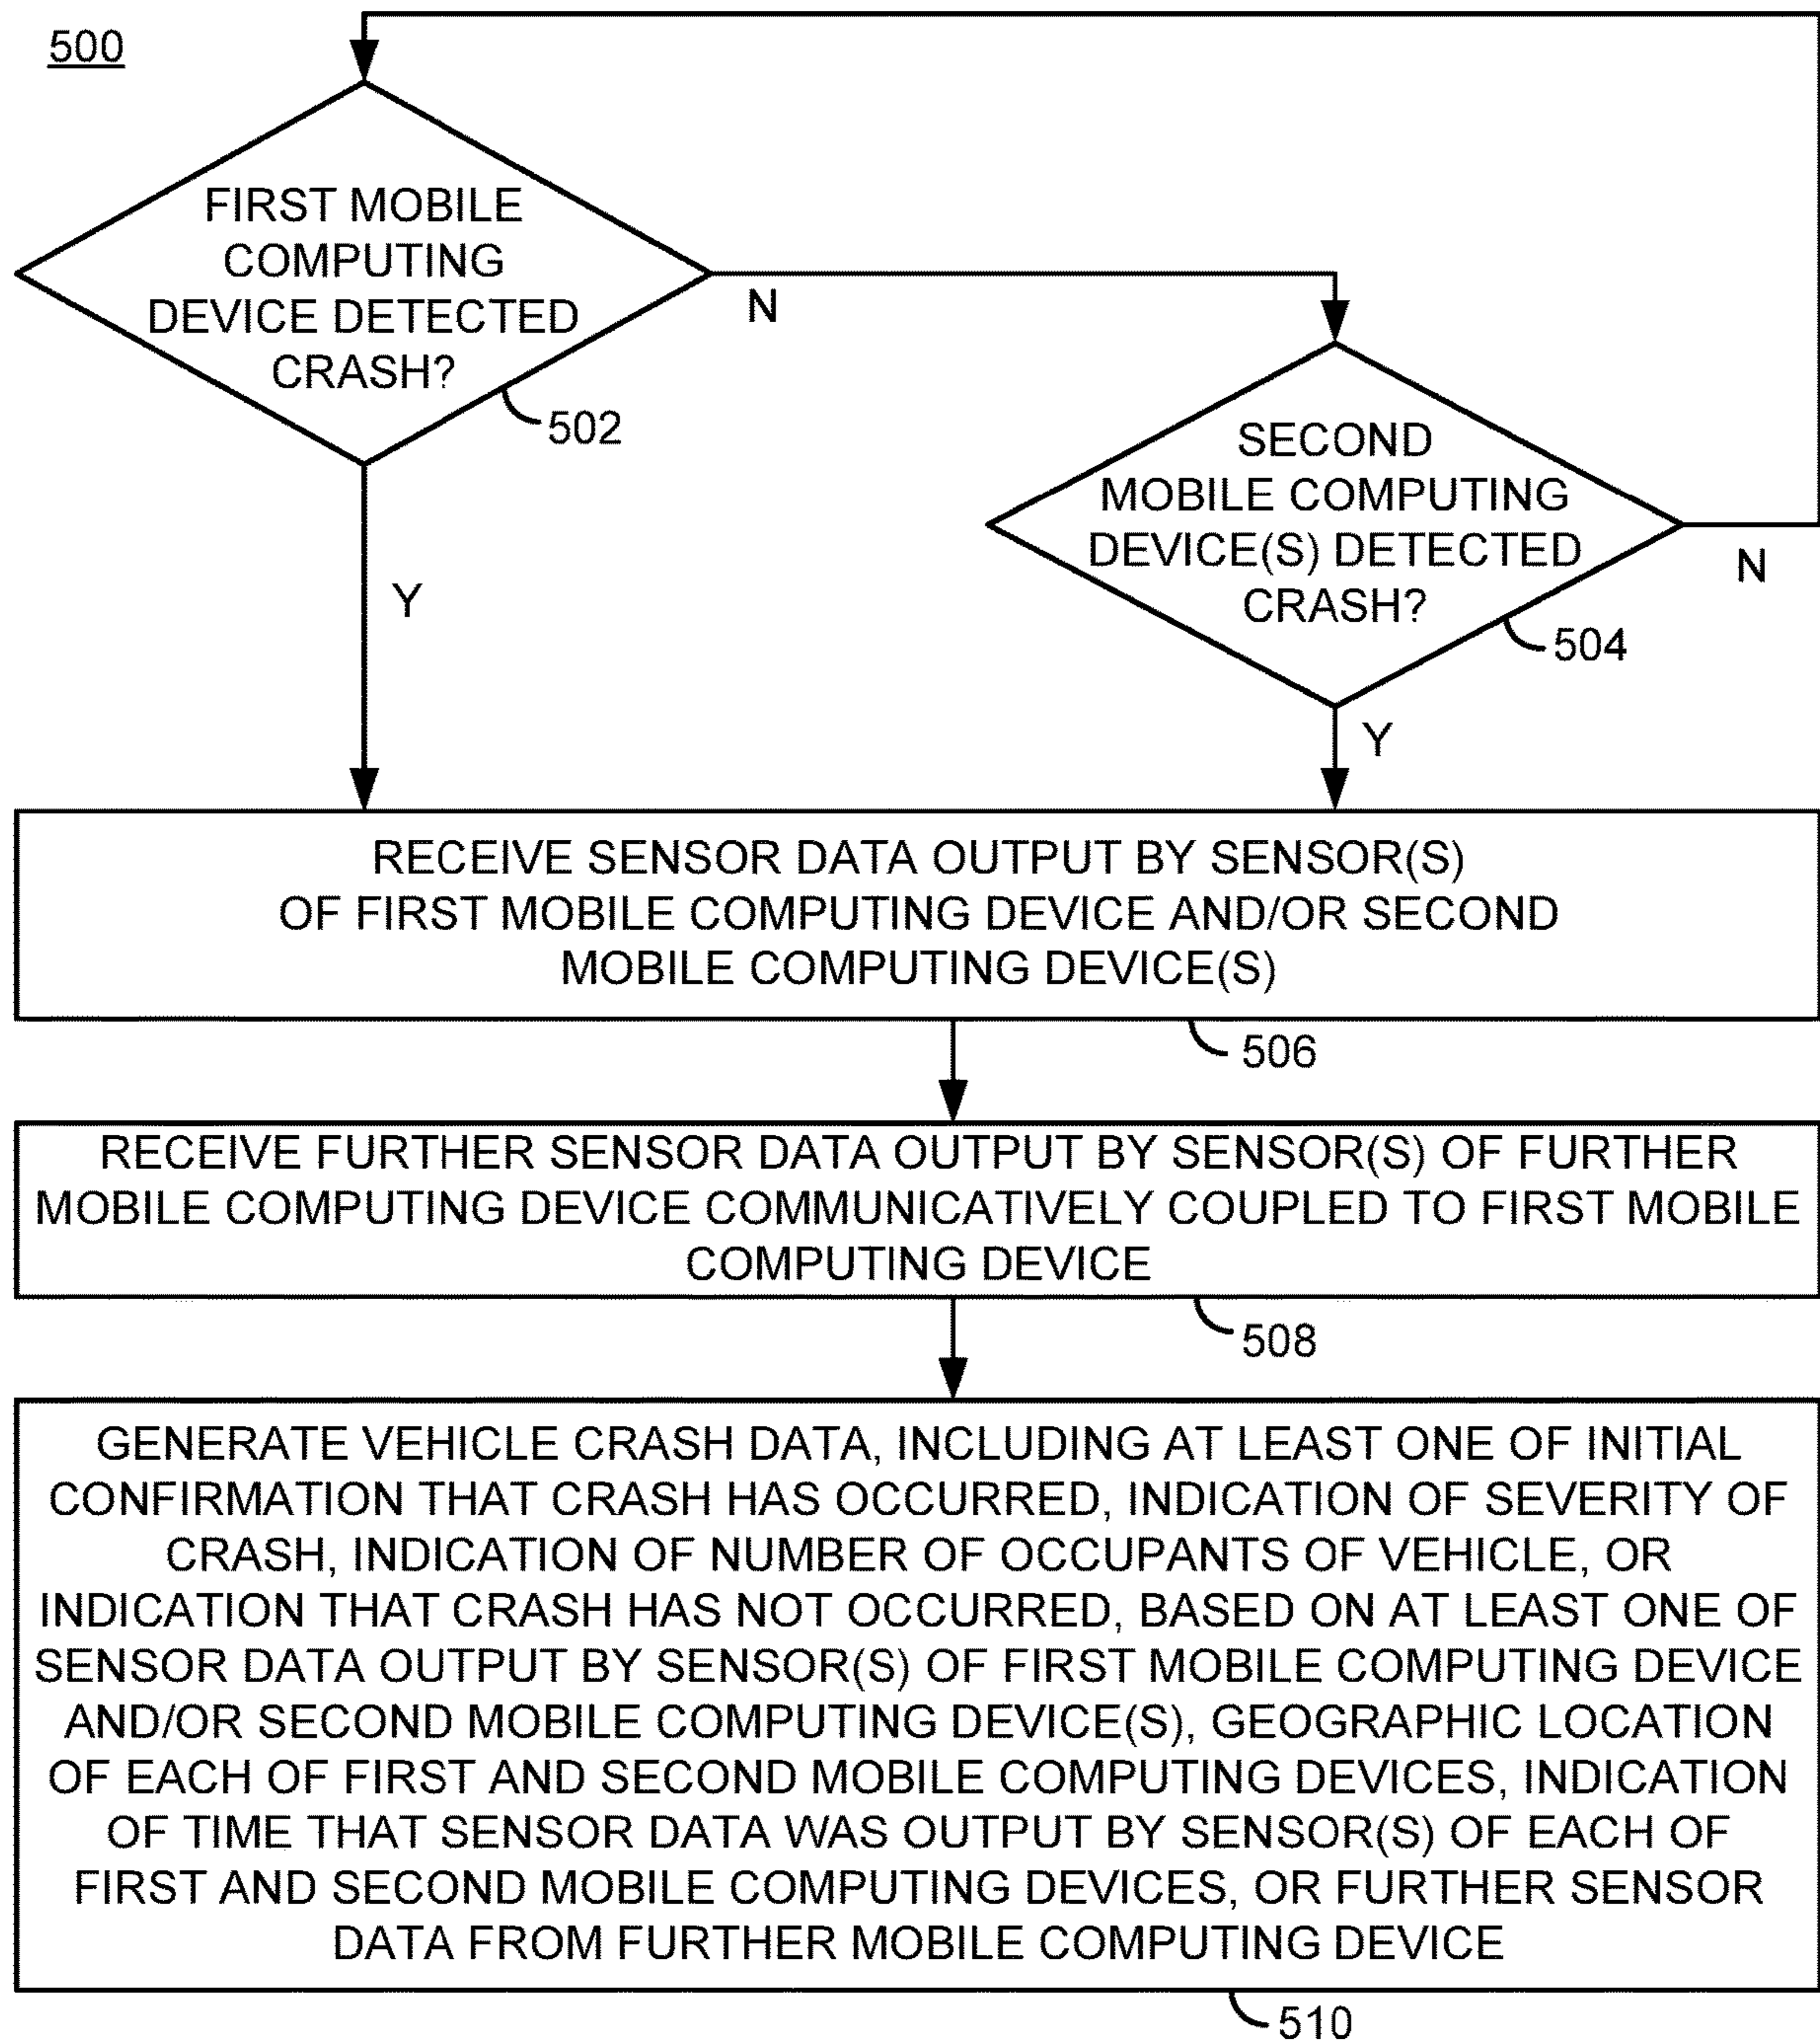 500
FIRST MOBILE
COMPUTING
DEVICE DETECTED
CRASH?
502
N
Y
SECOND
MOBILE COMPUTING
DEVICE(S) DETECTED
CRASH?
504
N
Y
RECEIVE SENSOR DATA OUTPUT BY SENSOR(S)
OF FIRST MOBILE COMPUTING DEVICE AND/OR SECOND
MOBILE COMPUTING DEVICE(S)
506
RECEIVE FURTHER SENSOR DATA OUTPUT BY SENSOR(S) OF FURTHER
MOBILE COMPUTING DEVICE COMMUNICATIVELY COUPLED TO FIRST MOBILE
COMPUTING DEVICE
508
GENERATE VEHICLE CRASH DATA, INCLUDING AT LEAST ONE OF INITIAL
CONFIRMATION THAT CRASH HAS OCCURRED, INDICATION OF SEVERITY OF
CRASH, INDICATION OF NUMBER OF OCCUPANTS OF VEHICLE, OR
INDICATION THAT CRASH HAS NOT OCCURRED, BASED ON AT LEAST ONE OF
SENSOR DATA OUTPUT BY SENSOR(S) OF FIRST MOBILE COMPUTING DEVICE
AND/OR SECOND MOBILE COMPUTING DEVICE(S), GEOGRAPHIC LOCATION
OF EACH OF FIRST AND SECOND MOBILE COMPUTING DEVICES, INDICATION
OF TIME THAT SENSOR DATA WAS OUTPUT BY SENSOR(S) OF EACH OF
FIRST AND SECOND MOBILE COMPUTING DEVICES, OR FURTHER SENSOR
DATA FROM FURTHER MOBILE COMPUTING DEVICE
510